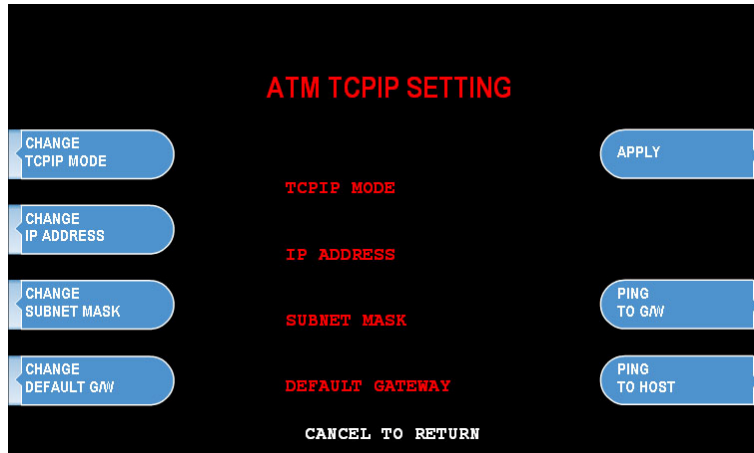 ATM TCPIP SETTING
CHANGE
TCPIP MODE
APPLY
TCPIP MODE
CHANGE
IP ADDRESS
IP ADDRESS
CHANGE
SUBNET MASK
PING
TO G/W
SUBNET MASK
CHANGE
DEFAULT G/W
PING
TO HOST
DEFAULT GATEWAY
CANCEL TO RETURN